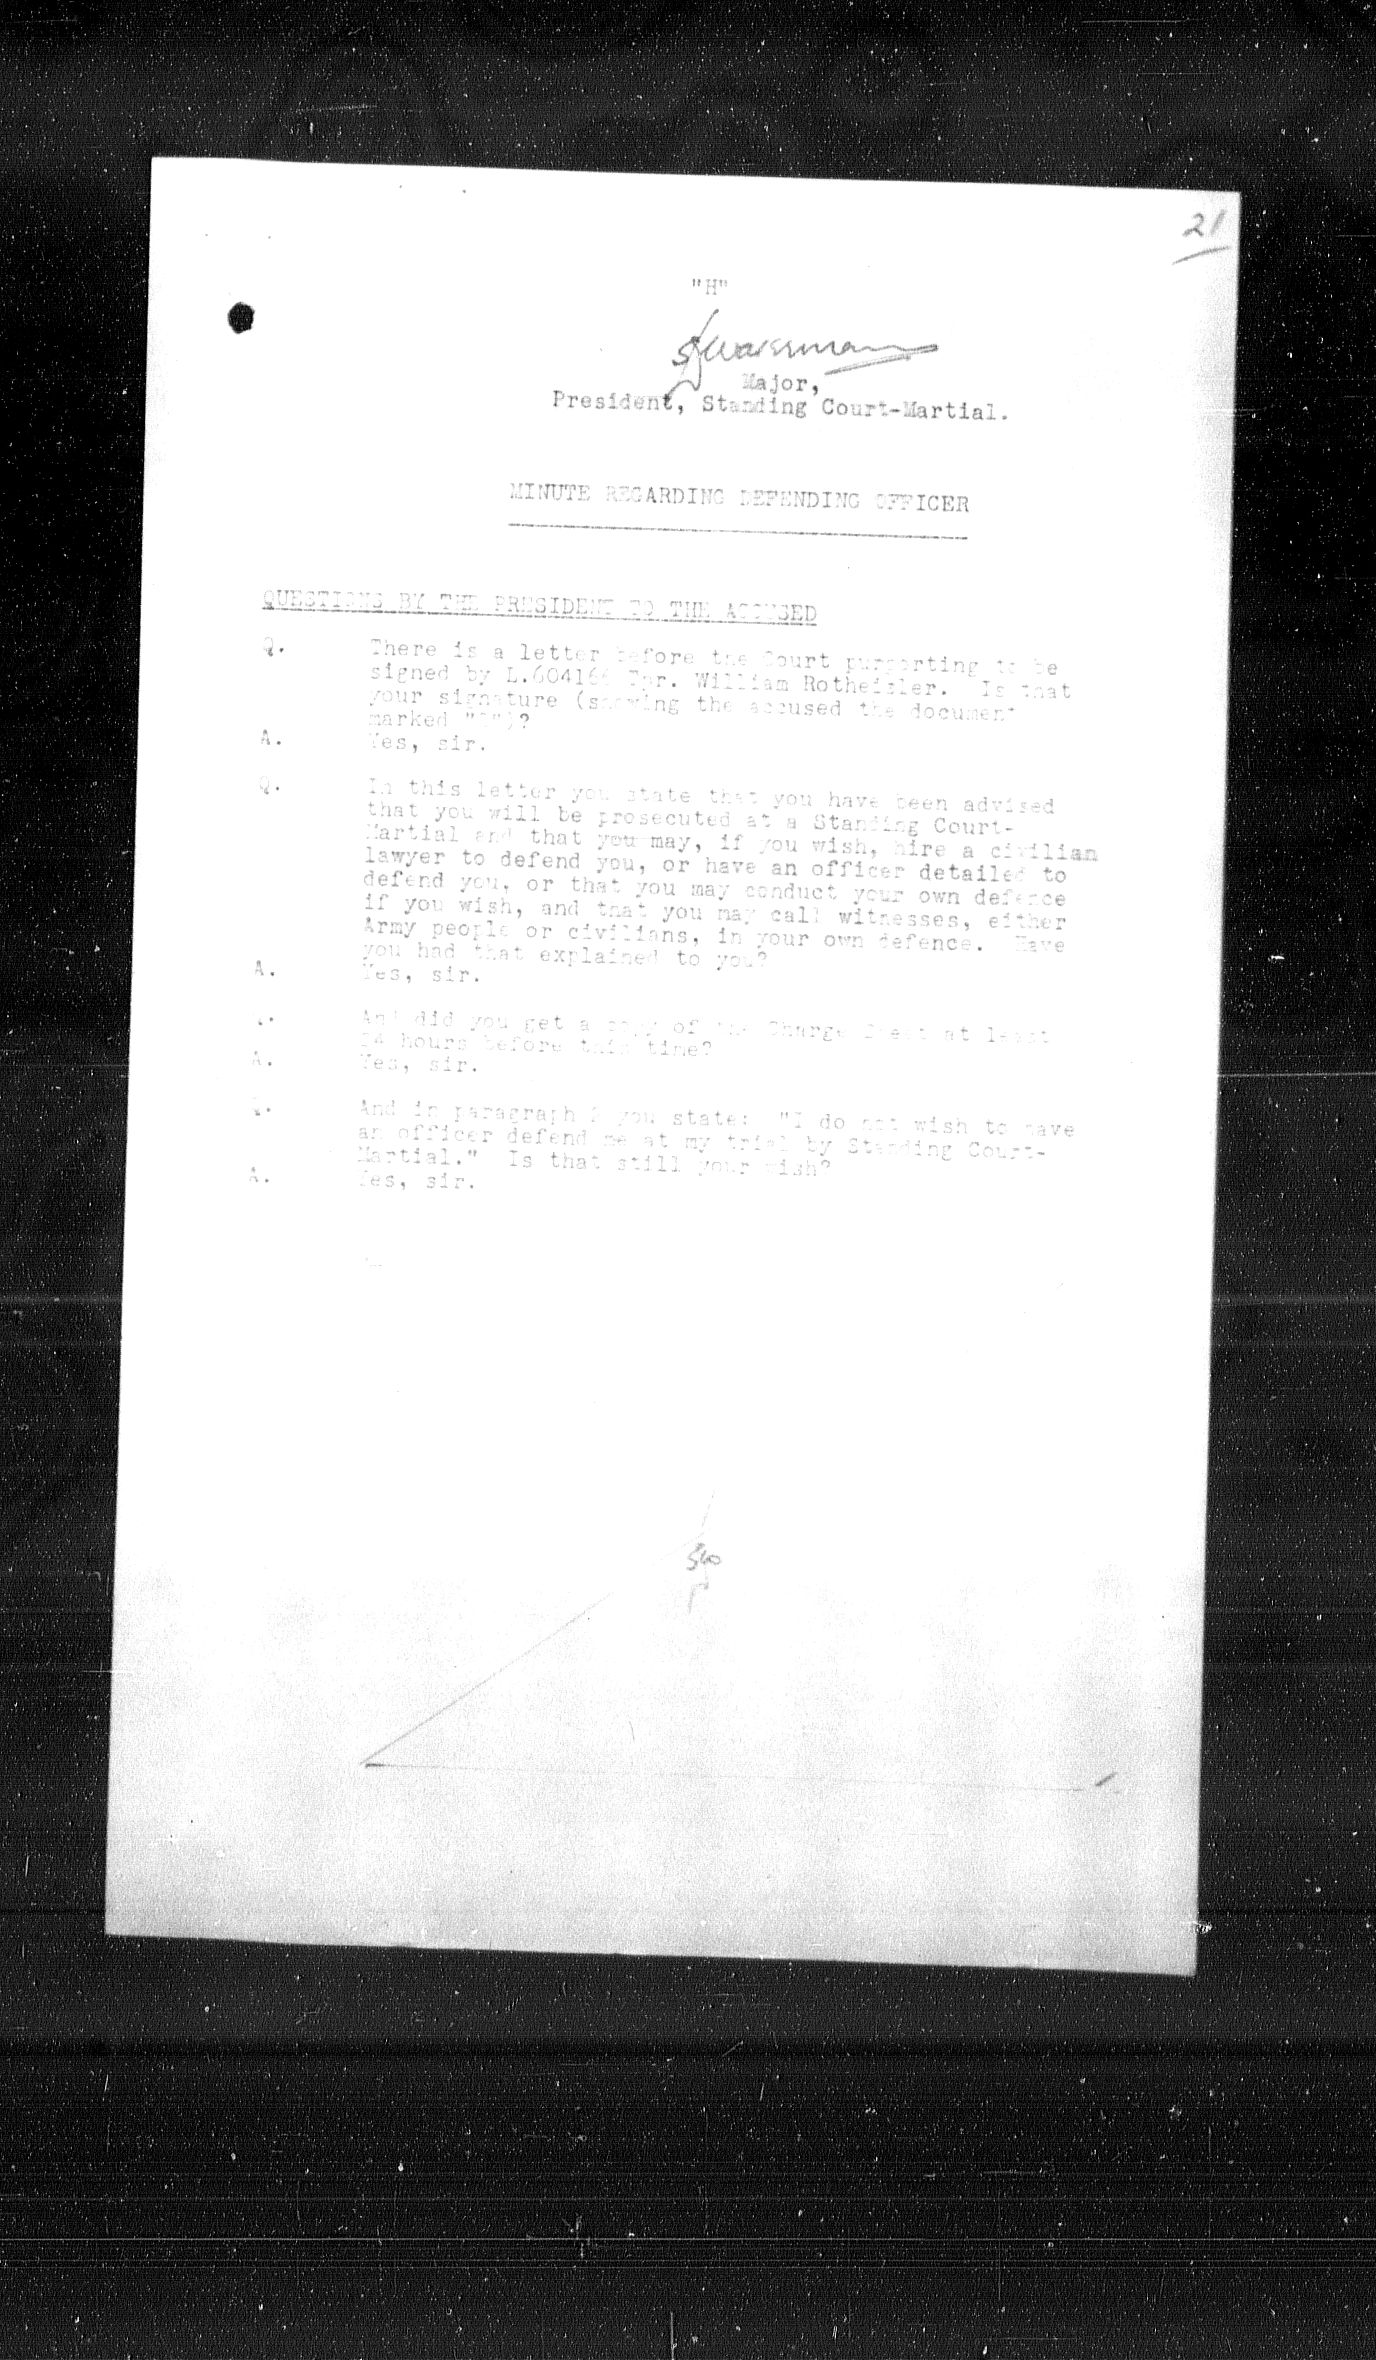 21
"H"
Major,
President, Standing Court-Martial.
MINUTE REGARDING DEFENDING OFFICER
QUESTIONS BY THE PRESIDENT TO THE ACCUSED
Q. There is a letter before the Court purporting to be
signed by William Rotheisler. Is that
your signature (showing the accused the document
marked
A. Yes, sir.
Q. In this letter you state that you have been advised
that you will be prosecuted at a Standing Court-
Martial and that you may, if you wish, hire a civilian
lawyer to defend you, or have an officer detailed to
defend you, or that you may conduct your own defence
if you wish, and that you may call witnesses, either
Army people or civilians, in your own defence. Have
you had that explained to you?
A. Yes, sir.
Q. And did you get a copy of the Charge Sheet at least
24 hours before this time?
A. Yes, sir.
Q. And in paragraph 2 you state: "I do not wish to have
an officer defend me at my trial by Standing Court-
Martial." Is that still your wish?
A. Yes, sir.